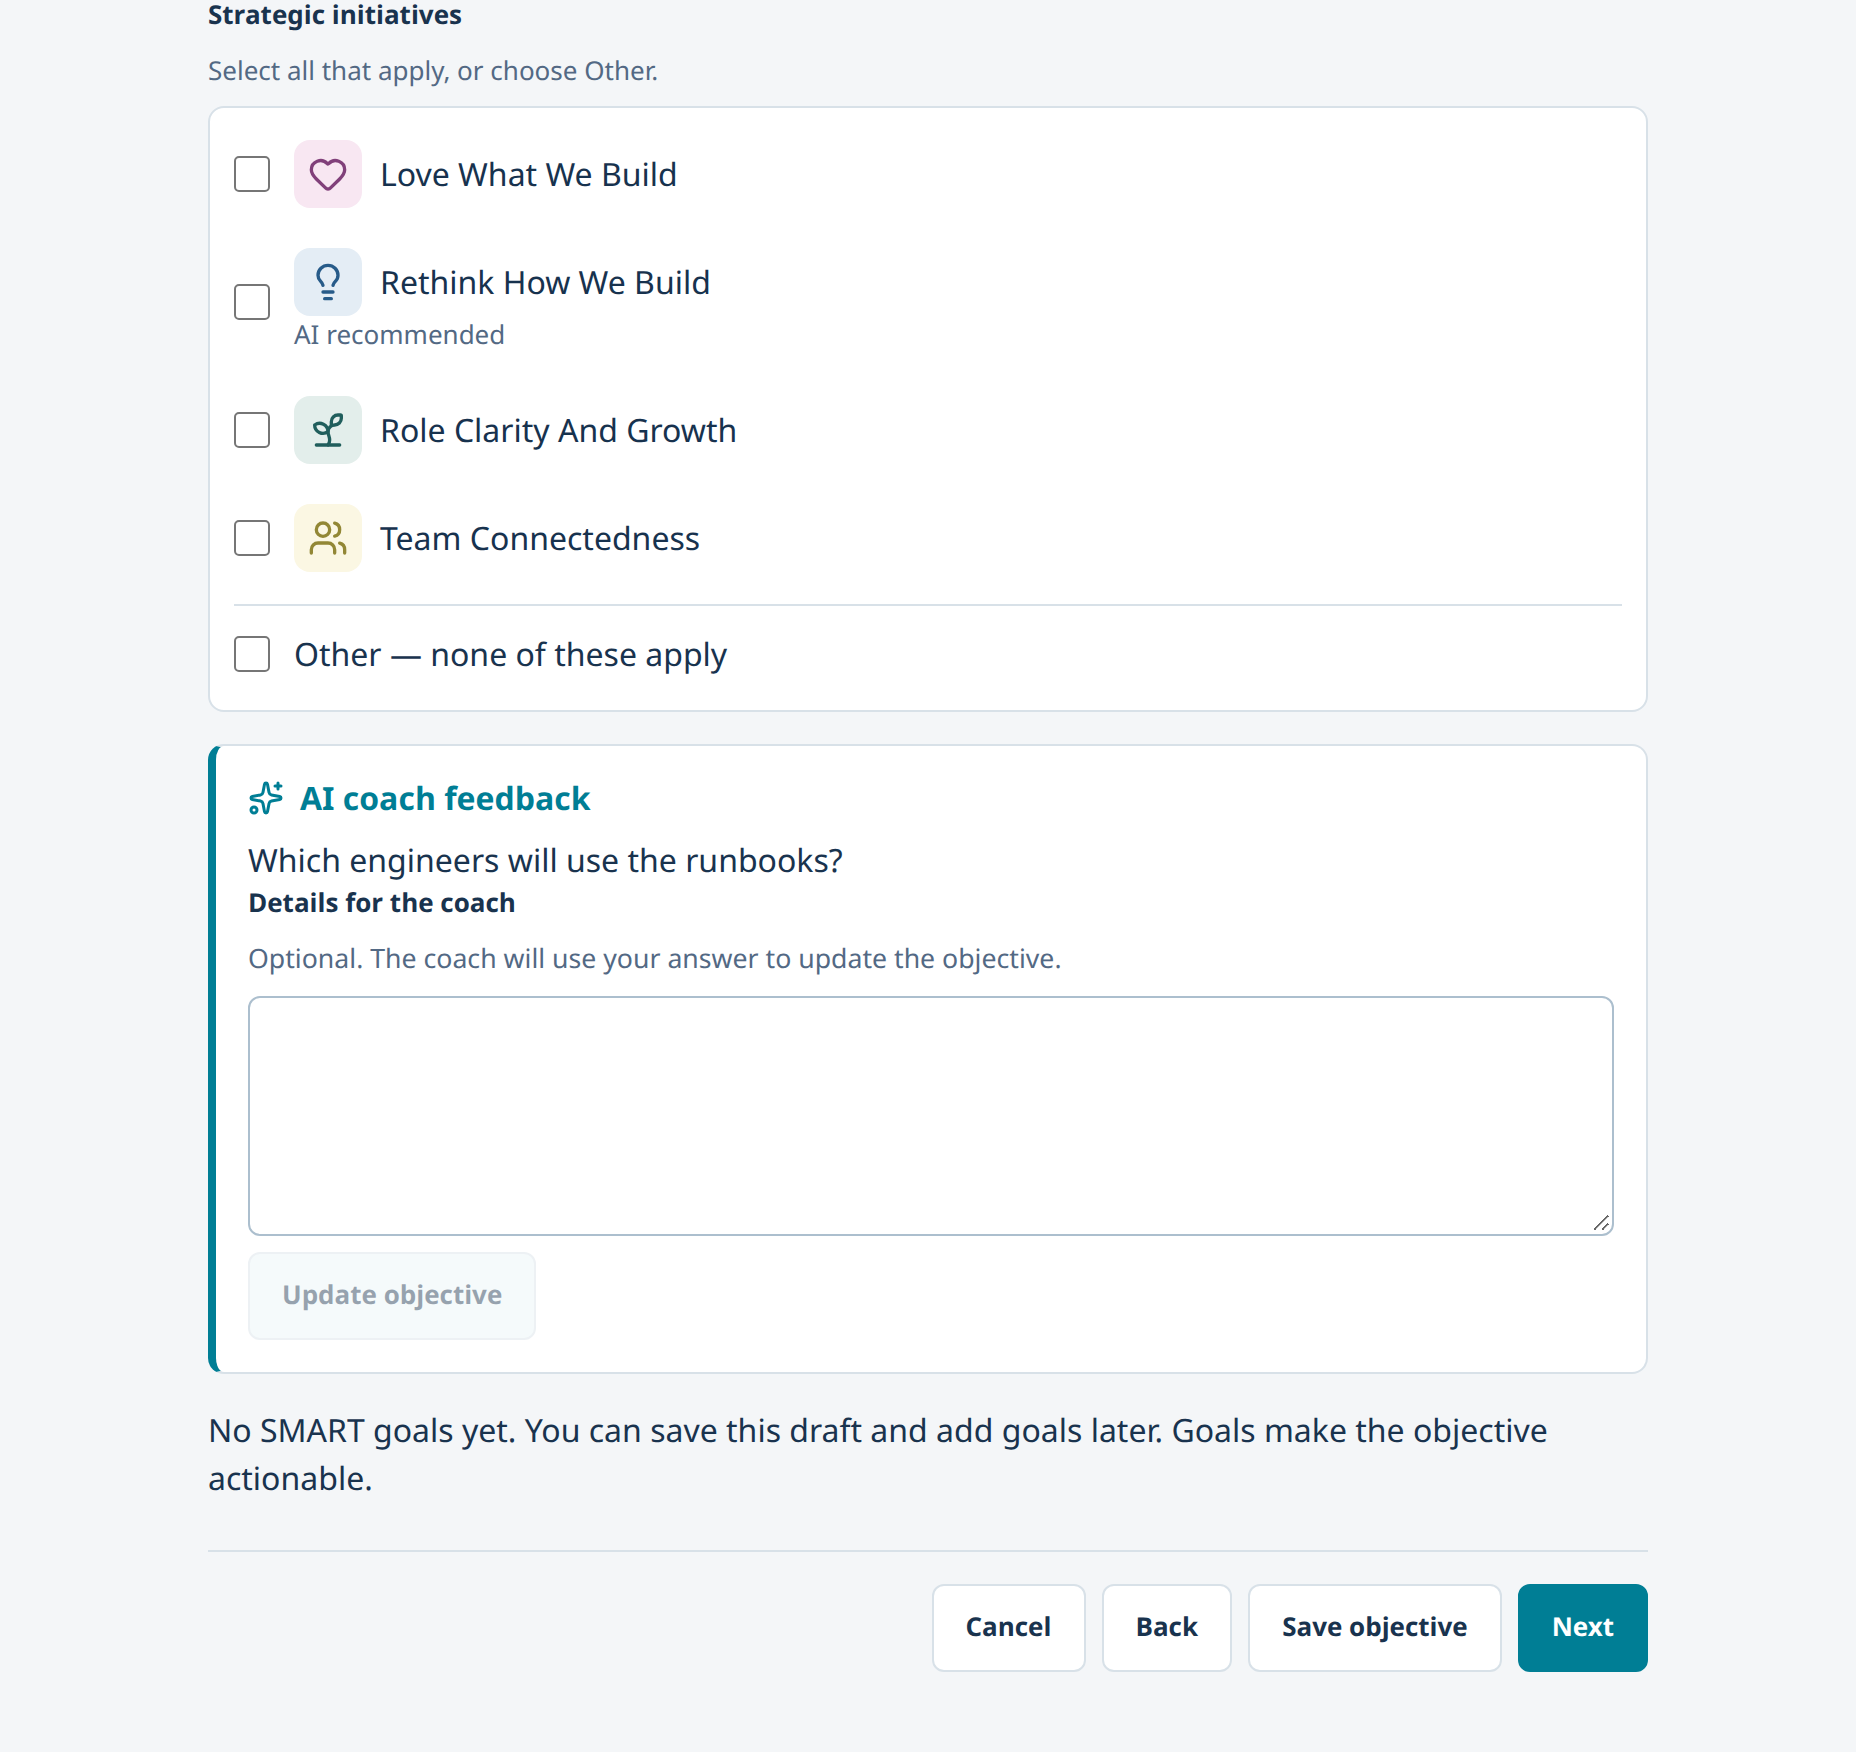 Strategic initiatives
Select all that apply, or choose Other.
Love What We Build
Rethink How We Build
AI recommended
Role Clarity And Growth
Team Connectedness
Other — none of these apply
AI coach feedback
Which engineers will use the runbooks?
Details for the coach
Optional. The coach will use your answer to update the objective.
Update objective
No SMART goals yet. You can save this draft and add goals later. Goals make the objective
actionable.
Cancel
Back
Save objective
Next